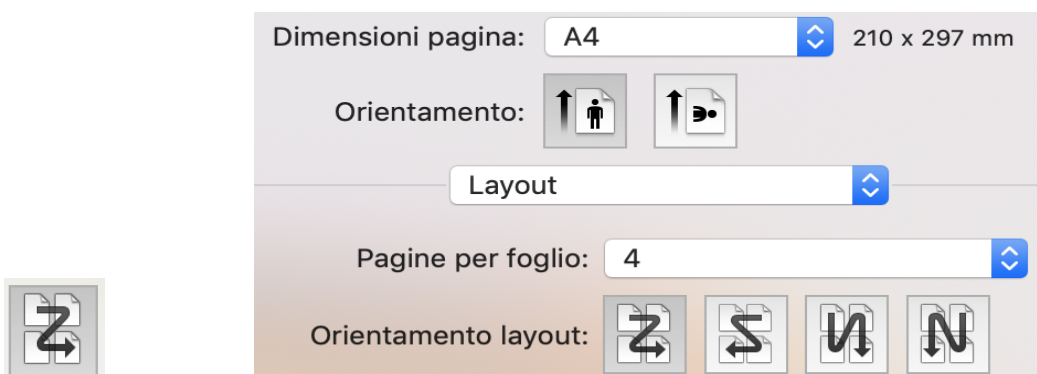 Dimensioni pagina: A4 210 x 297 mm
Orientamento:
Layout
Pagine per foglio: 4
Orientamento layout: